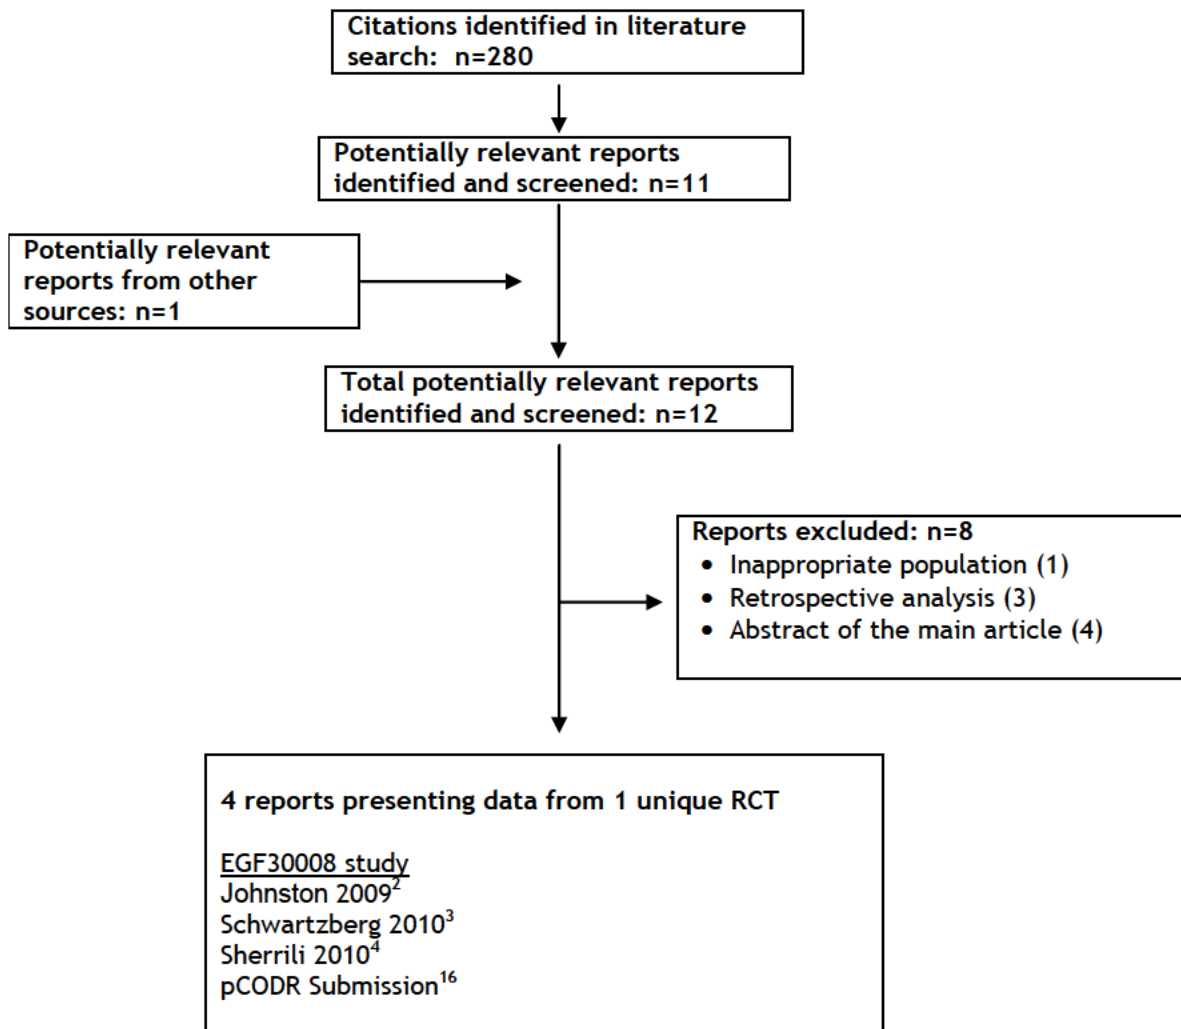 Citations identified in literature
search: n=280
Potentially relevant reports
identified and screened: n=11
Potentially relevant
reports from other
sources: n=1
Total potentially relevant reports
identified and screened: n=12
Reports excluded: n=8
• Inappropriate population (1)
• Retrospective analysis (3)
• Abstract of the main article (4)
4 reports presenting data from 1 unique RCT
EGF30008 study
Johnston 2009²
Schwartzberg 2010³
Sherrili 2010⁴
pCODR Submission¹⁶